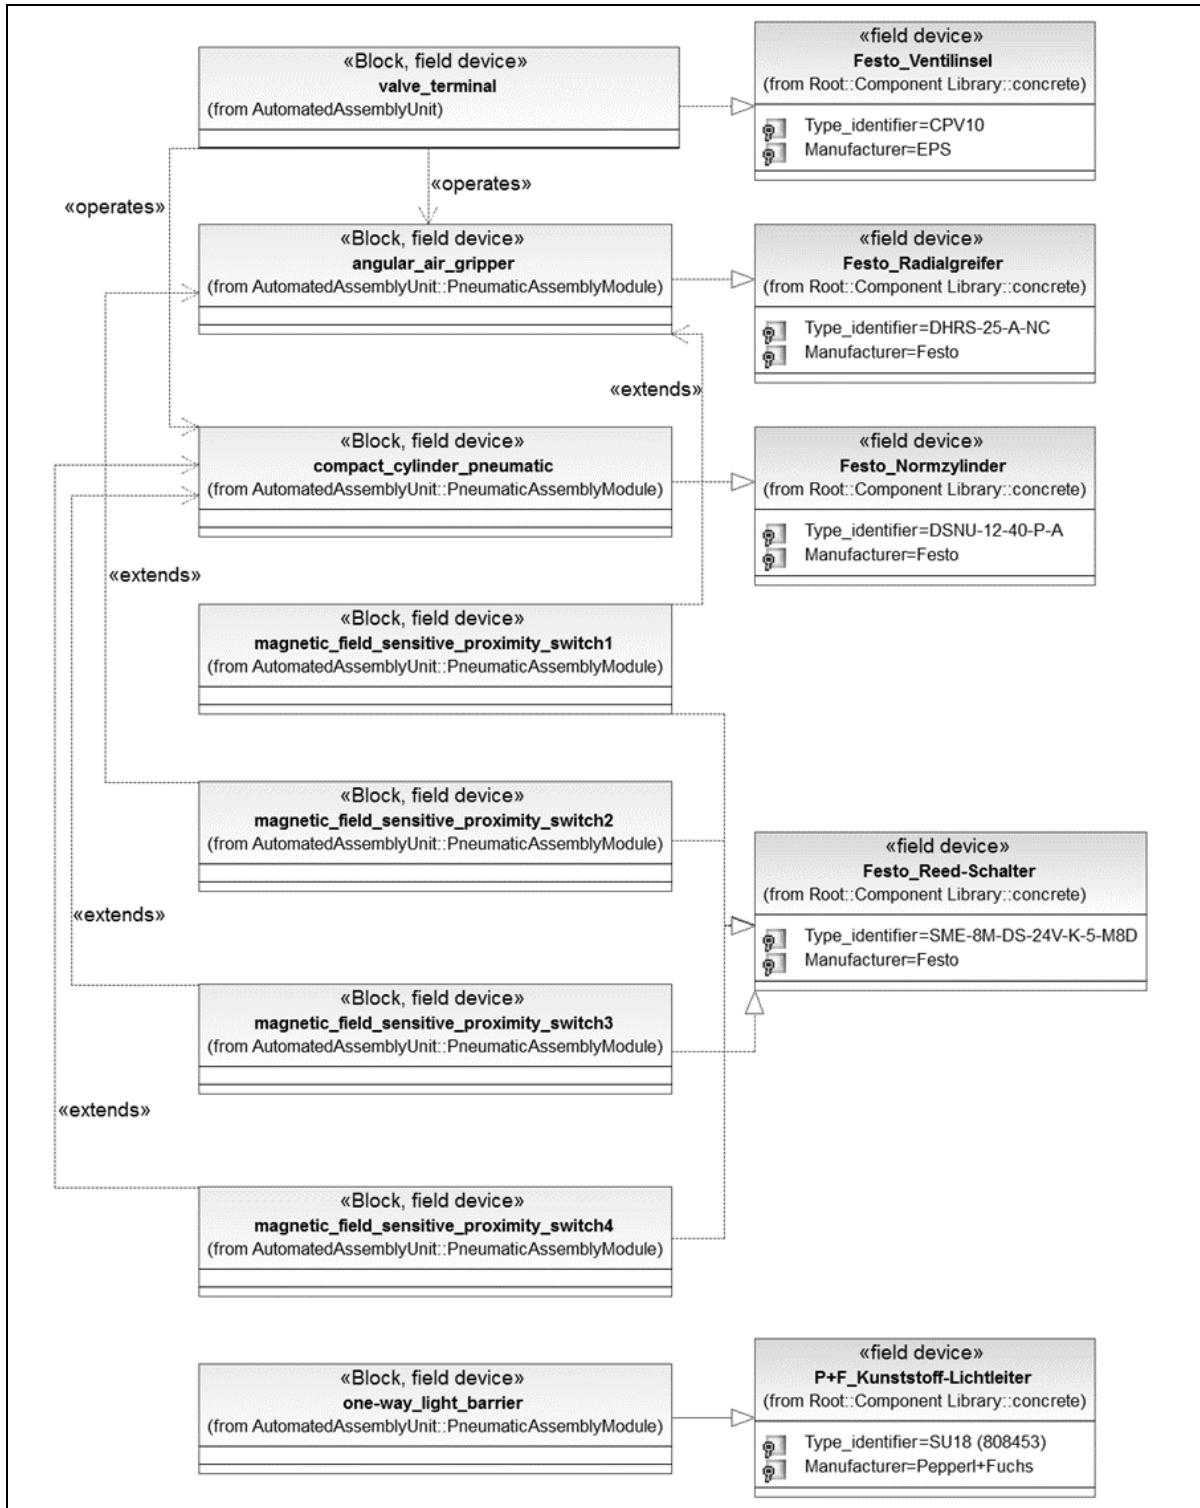 «Block, field device»
valve_terminal
(from AutomatedAssemblyUnit)
«field device»
Festo_Ventilinsel
(from Root::Component Library::concrete)
Type_identifier=CPV10
Manufacturer=EPS
«operates»
«operates»
«Block, field device»
angular_air_gripper
(from AutomatedAssemblyUnit::PneumaticAssemblyModule)
«field device»
Festo_Radialgreifer
(from Root::Component Library::concrete)
Type_identifier=DHRS-25-A-NC
Manufacturer=Festo
«extends»
«Block, field device»
compact_cylinder_pneumatic
(from AutomatedAssemblyUnit::PneumaticAssemblyModule)
«field device»
Festo_Normzylinder
(from Root::Component Library::concrete)
Type_identifier=DSNU-12-40-P-A
Manufacturer=Festo
«extends»
«Block, field device»
magnetic_field_sensitive_proximity_switch1
(from AutomatedAssemblyUnit::PneumaticAssemblyModule)
«Block, field device»
magnetic_field_sensitive_proximity_switch2
(from AutomatedAssemblyUnit::PneumaticAssemblyModule)
«field device»
Festo_Reed-Schalter
(from Root::Component Library::concrete)
Type_identifier=SME-8M-DS-24V-K-5-M8D
Manufacturer=Festo
«extends»
«Block, field device»
magnetic_field_sensitive_proximity_switch3
(from AutomatedAssemblyUnit::PneumaticAssemblyModule)
«extends»
«Block, field device»
magnetic_field_sensitive_proximity_switch4
(from AutomatedAssemblyUnit::PneumaticAssemblyModule)
«Block, field device»
one-way_light_barrier
(from AutomatedAssemblyUnit::PneumaticAssemblyModule)
«field device»
P+F_Kunststoff-Lichtleiter
(from Root::Component Library::concrete)
Type_identifier=SU18 (808453)
Manufacturer=Pepperl+Fuchs